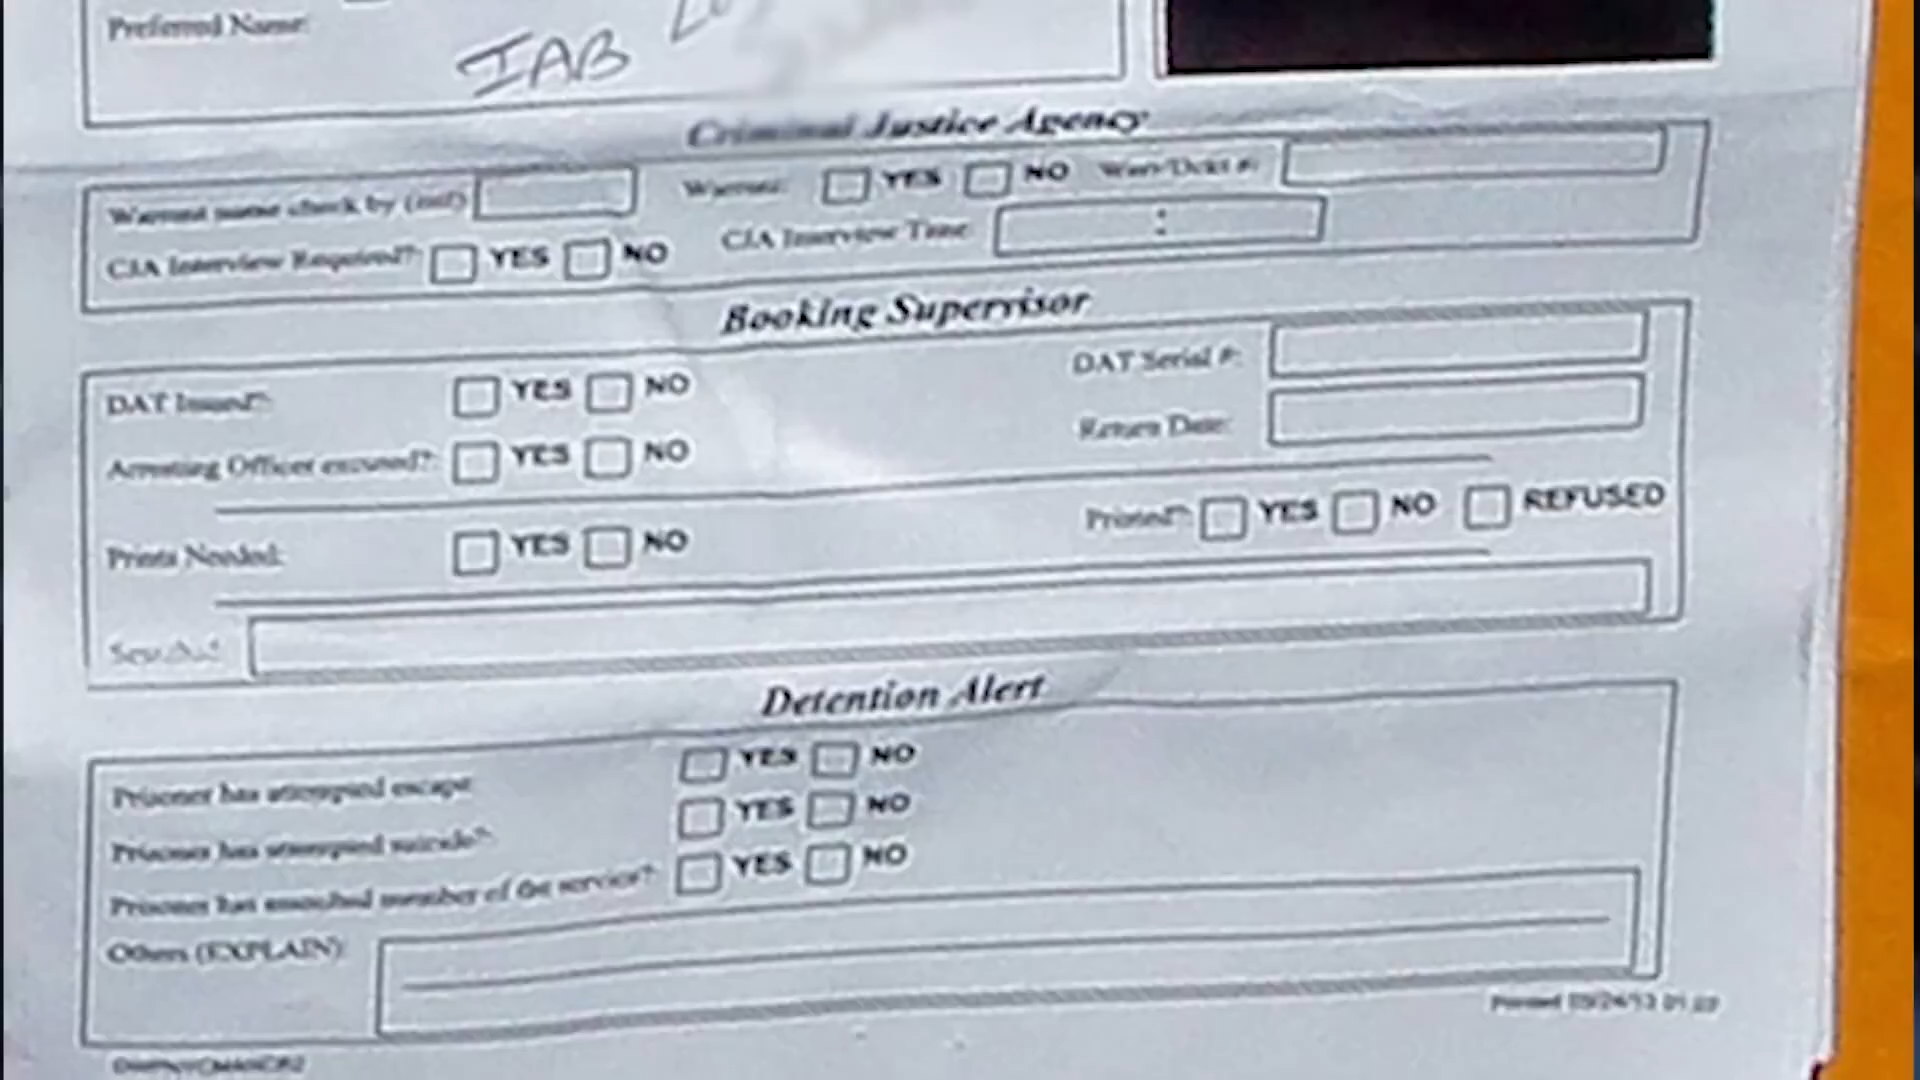 Preferred Name:
IAB
Criminal Justice Agency
Warrant name check by (init) Warrant: YES NO Warr/Dckt #:
CJA Interview Required?: YES NO CJA Interview Time: :
Booking Supervisor
DAT Issued?: YES NO DAT Serial #:
Return Date:
Arresting Officer excused?: YES NO
Prints Needed: YES NO Printed?: YES NO REFUSED
Detention Alert
Prisoner has attempted escape: YES NO
Prisoner has attempted suicide?: YES NO
Prisoner has assaulted member of the service?: YES NO
Others (EXPLAIN):
Printed